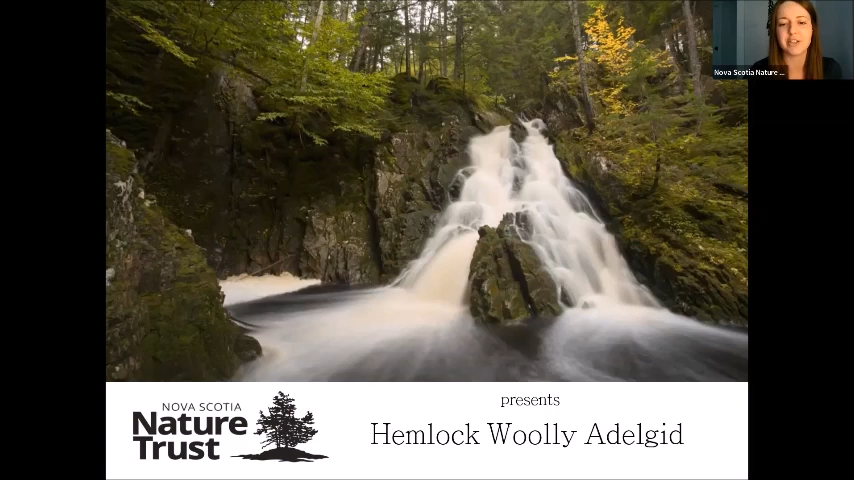 Nova Scotia Nature ...
NOVA SCOTIA
Nature
Trust
presents
Hemlock Woolly Adelgid